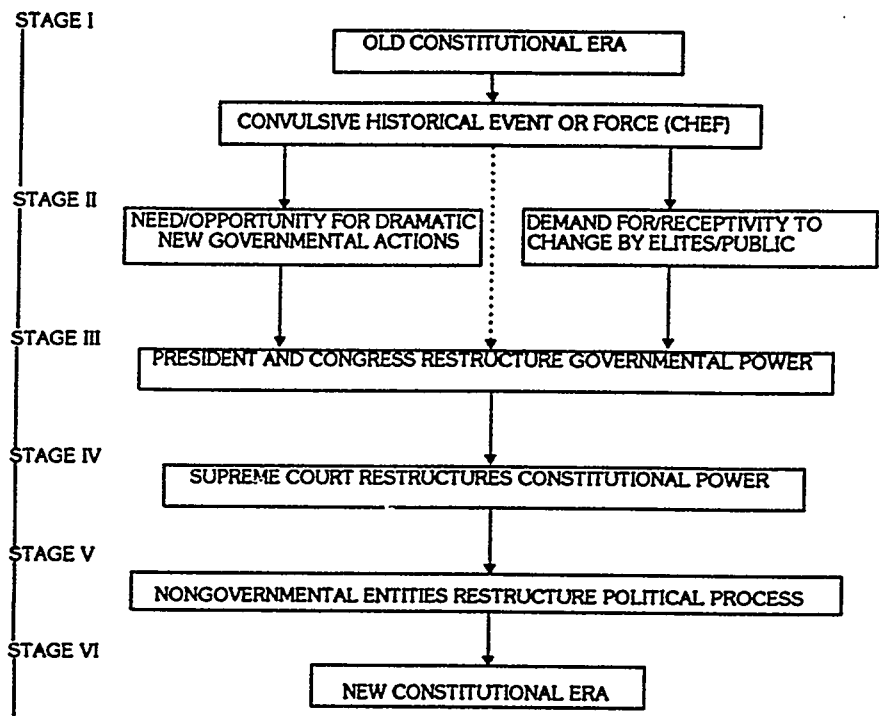 STAGE I
OLD CONSTITUTIONAL ERA
CONVULSIVE HISTORICAL EVENT OR FORCE (CHEF)
STAGE II
NEED/OPPORTUNITY FOR DRAMATIC
NEW GOVERNMENTAL ACTIONS
DEMAND FOR/RECEPTIVITY TO
CHANGE BY ELITES/PUBLIC
STAGE III
PRESIDENT AND CONGRESS RESTRUCTURE GOVERNMENTAL POWER
STAGE IV
SUPREME COURT RESTRUCTURES CONSTITUTIONAL POWER
STAGE V
NONGOVERNMENTAL ENTITIES RESTRUCTURE POLITICAL PROCESS
STAGE VI
NEW CONSTITUTIONAL ERA